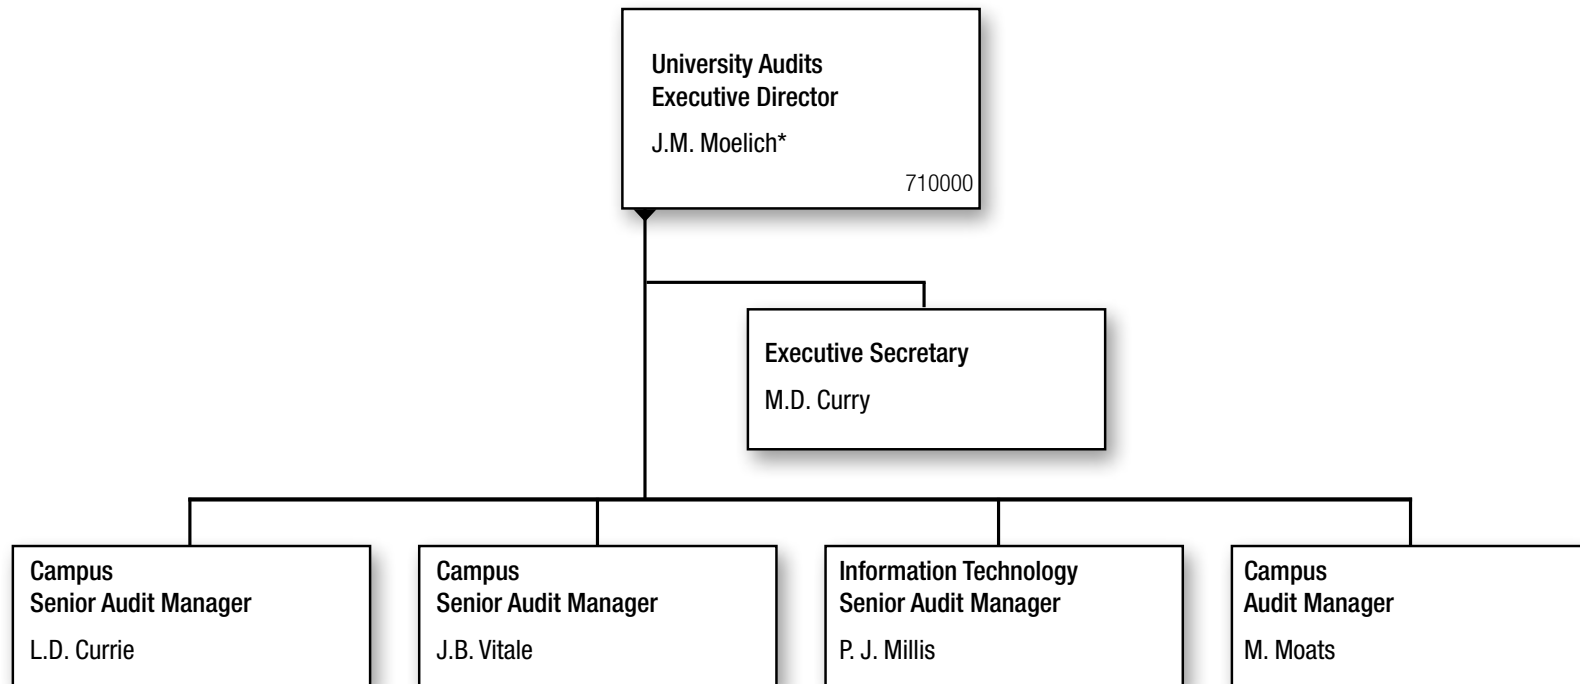 University Audits
Executive Director
J.M. Moelich*
710000
Executive Secretary
M.D. Curry
Campus
Senior Audit Manager
L.D. Currie
Campus
Senior Audit Manager
J.B. Vitale
Information Technology
Senior Audit Manager
P. J. Millis
Campus
Audit Manager
M. Moats